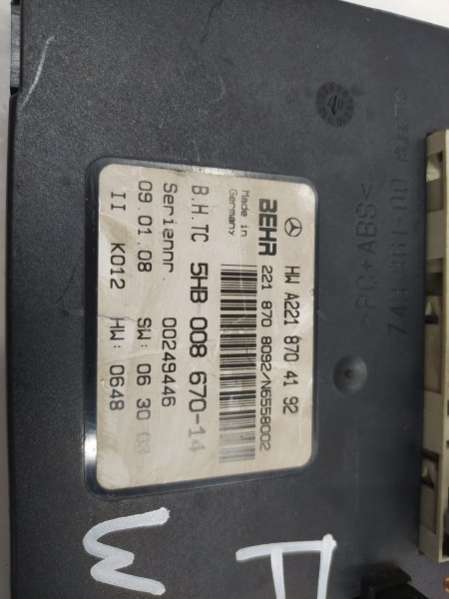 HW A221 870 41 92
BEHR 221 870 8092/N6558002
Made in
Germany
B.H.TC 5HB 008 670-14
Seriennr 00249446
09.01.08 SW: 06 30
II K012 HW: 0648
>PC+ABS<
W